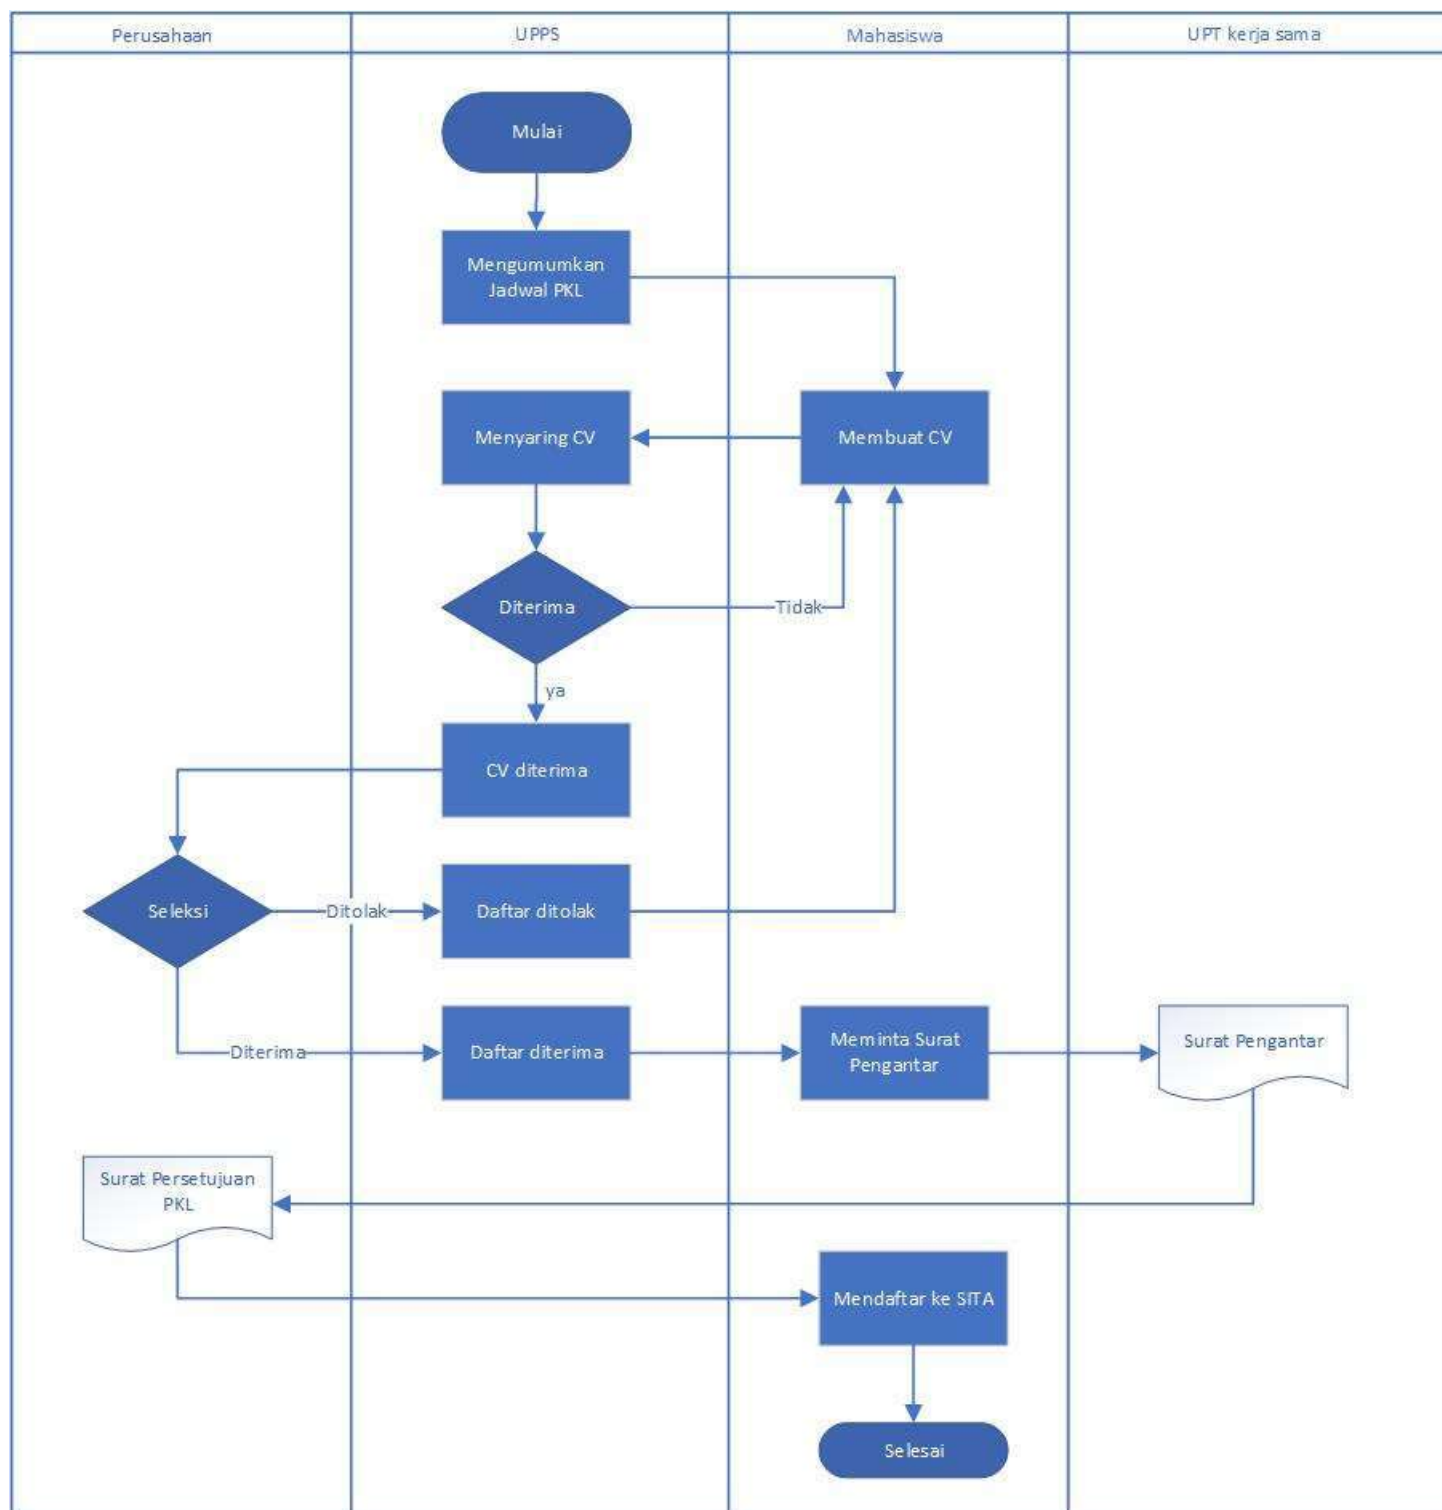 Perusahaan
UPPS
Mahasiswa
UPT kerja sama
Mulai
Mengumumkan
Jadwal PKL
Menyaring CV
Membuat CV
Diterima
Tidak
ya
CV diterima
Seleksi
Ditolak
Daftar ditolak
Diterima
Daftar diterima
Meminta Surat
Pengantar
Surat Pengantar
Surat Persetujuan
PKL
Mendaftar ke SITA
Selesai